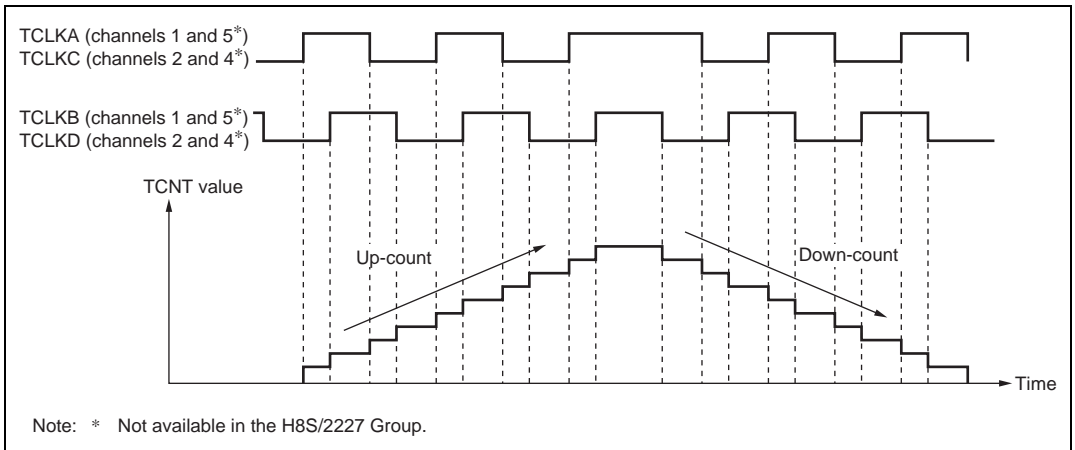 TCLKA (channels 1 and 5*)
TCLKC (channels 2 and 4*)
TCLKB (channels 1 and 5*)
TCLKD (channels 2 and 4*)
TCNT value
Up-count
Down-count
Time
Note: * Not available in the H8S/2227 Group.